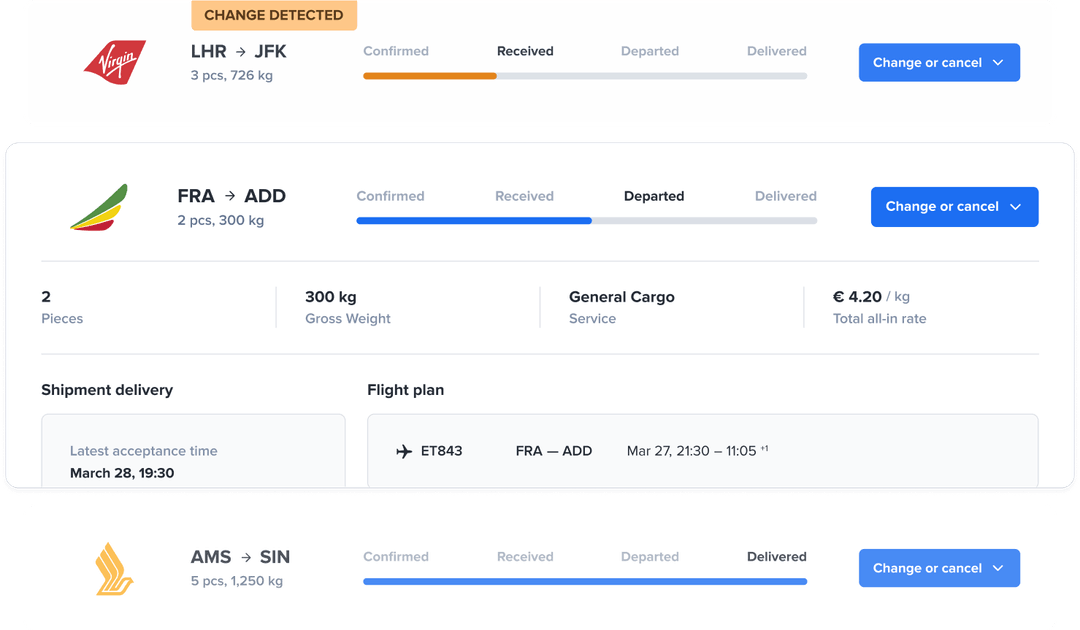 CHANGE DETECTED
Virgin
LHR → JFK
3 pcs, 726 kg
Confirmed Received Departed Delivered
Change or cancel
FRA → ADD
2 pcs, 300 kg
Confirmed Received Departed Delivered
Change or cancel
2
Pieces
300 kg
Gross Weight
General Cargo
Service
€ 4.20 / kg
Total all-in rate
Shipment delivery
Latest acceptance time
March 28, 19:30
Flight plan
ET843 FRA — ADD Mar 27, 21:30 – 11:05 +1
AMS → SIN
5 pcs, 1,250 kg
Confirmed Received Departed Delivered
Change or cancel